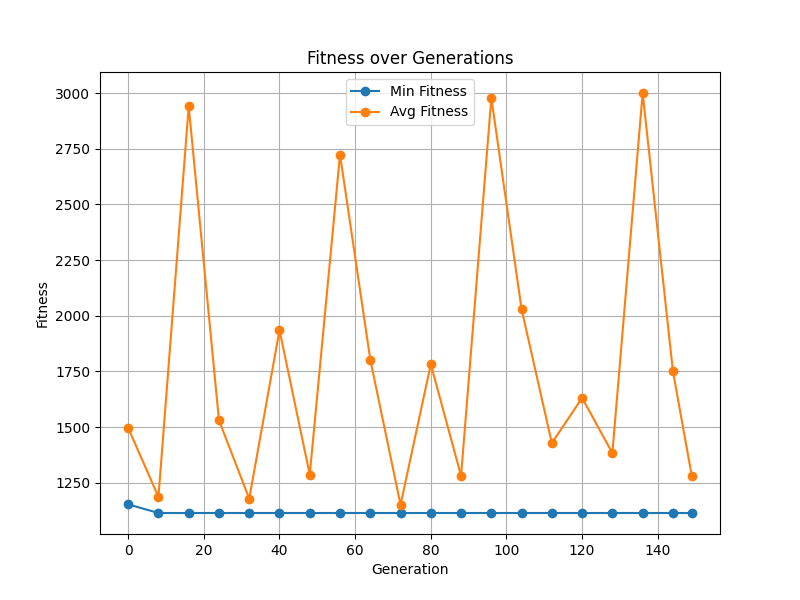 Fitness over Generations
Min Fitness
Avg Fitness
3000
2750
2500
2250
2000
1750
1500
1250
Fitness
0 20 40 60 80 100 120 140
Generation